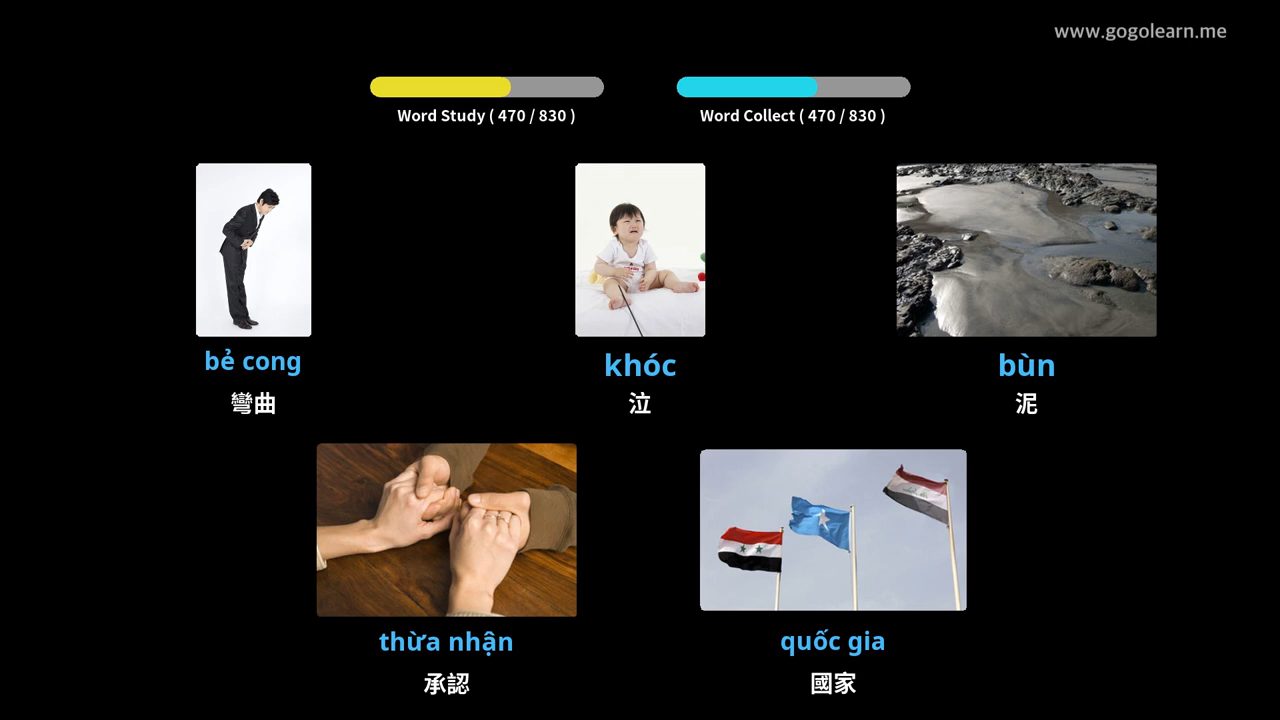 www.gogolearn.me
Word Study ( 470 / 830 )
Word Collect ( 470 / 830 )
bẻ cong
彎曲
khóc
泣
bùn
泥
thừa nhận
承認
quốc gia
國家